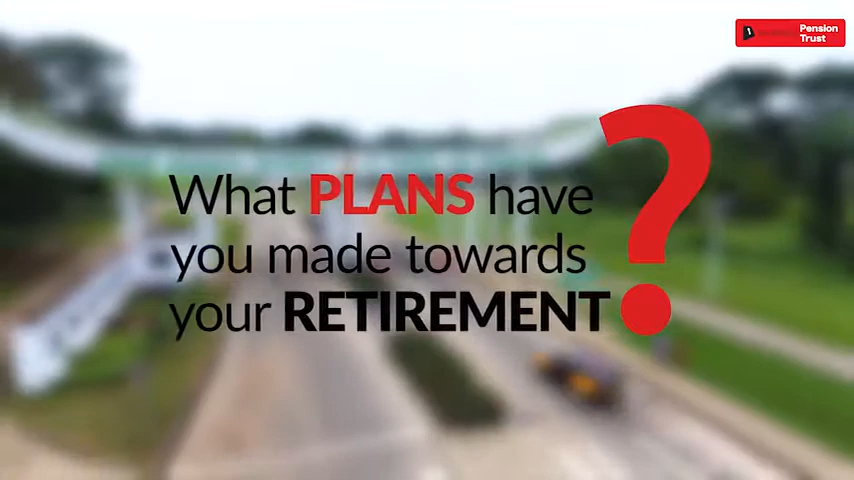 Pension
Trust
What PLANS have
you made towards
your RETIREMENT?